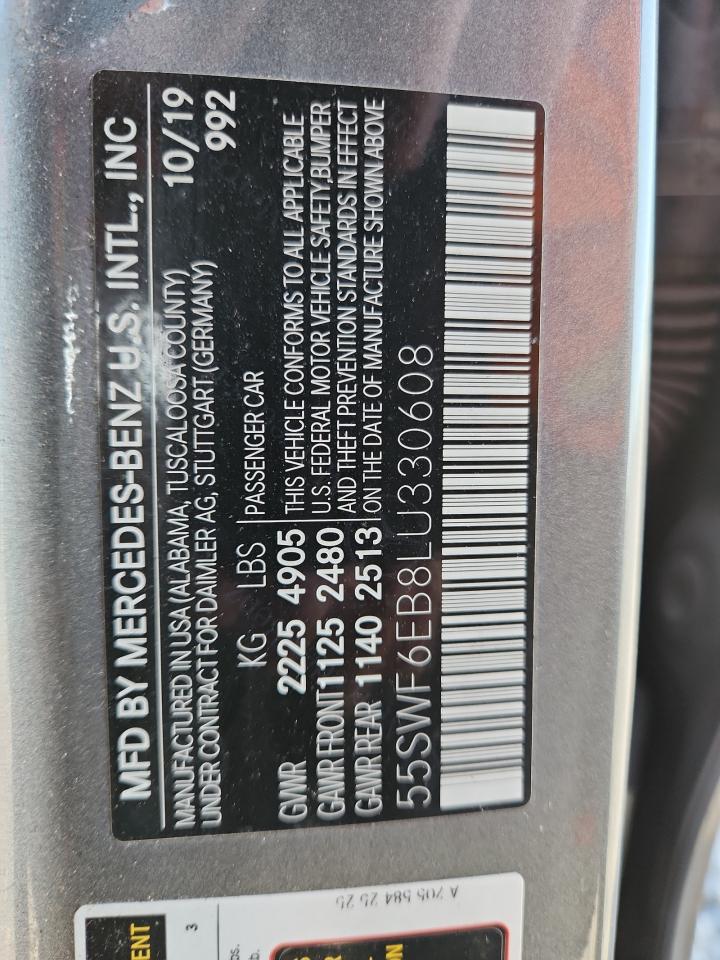 MFD BY MERCEDES-BENZ U.S. INTL., INC
MANUFACTURED IN USA (ALABAMA, TUSCALOOSA COUNTY) 10/19
UNDER CONTRACT FOR DAIMLER AG, STUTTGART (GERMANY) 992
KG LBS PASSENGER CAR
GVWR 2225 4905 THIS VEHICLE CONFORMS TO ALL APPLICABLE
GAWR FRONT 1125 2480 U.S. FEDERAL MOTOR VEHICLE SAFETY,BUMPER
GAWR REAR 1140 2513 AND THEFT PREVENTION STANDARDS IN EFFECT
ON THE DATE OF MANUFACTURE SHOWN ABOVE
55SWF6EB8LU330608
A 205 584 25 25
3